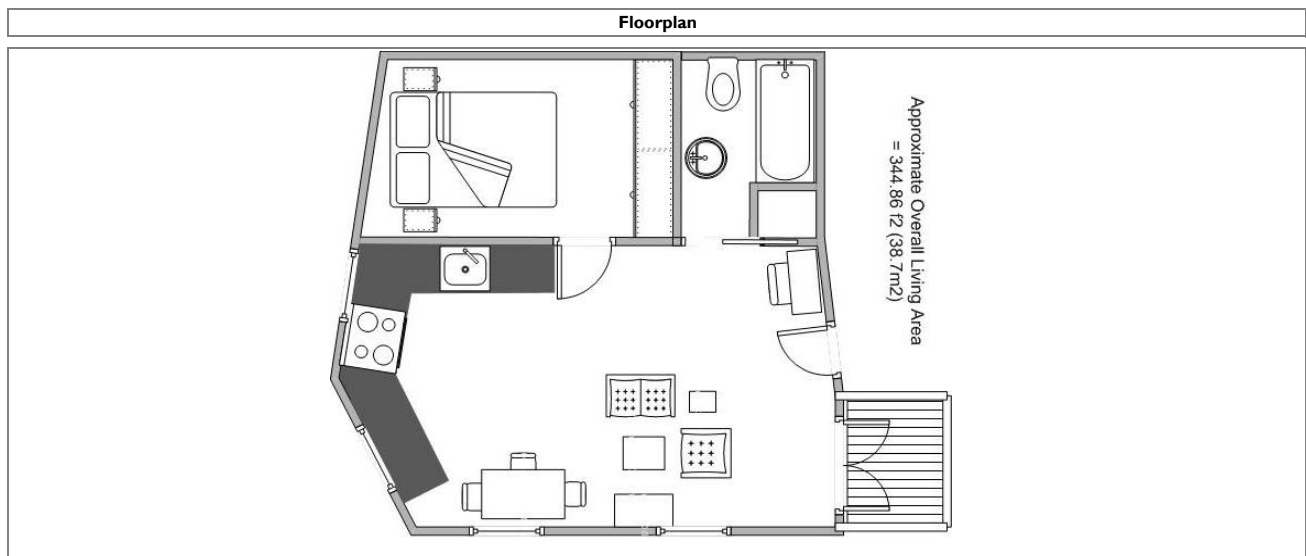 Floorplan
Approximate Overall Living Area
= 344.86 f2 (38.7m2)